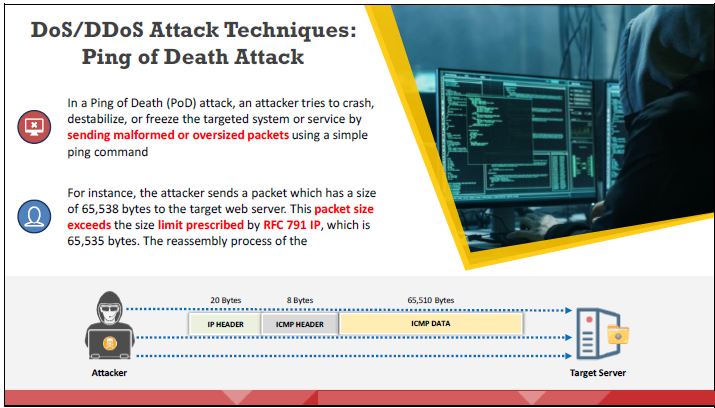 DoS/DDoS Attack Techniques:
Ping of Death Attack
In a Ping of Death (PoD) attack, an attacker tries to crash,
destabilize, or freeze the targeted system or service by
sending malformed or oversized packets using a simple
ping command
For instance, the attacker sends a packet which has a size
of 65,538 bytes to the target web server. This packet size
exceeds the size limit prescribed by RFC 791 IP, which is
65,535 bytes. The reassembly process of the
20 Bytes 8 Bytes 65,510 Bytes
IP HEADER ICMP HEADER ICMP DATA
Attacker Target Server